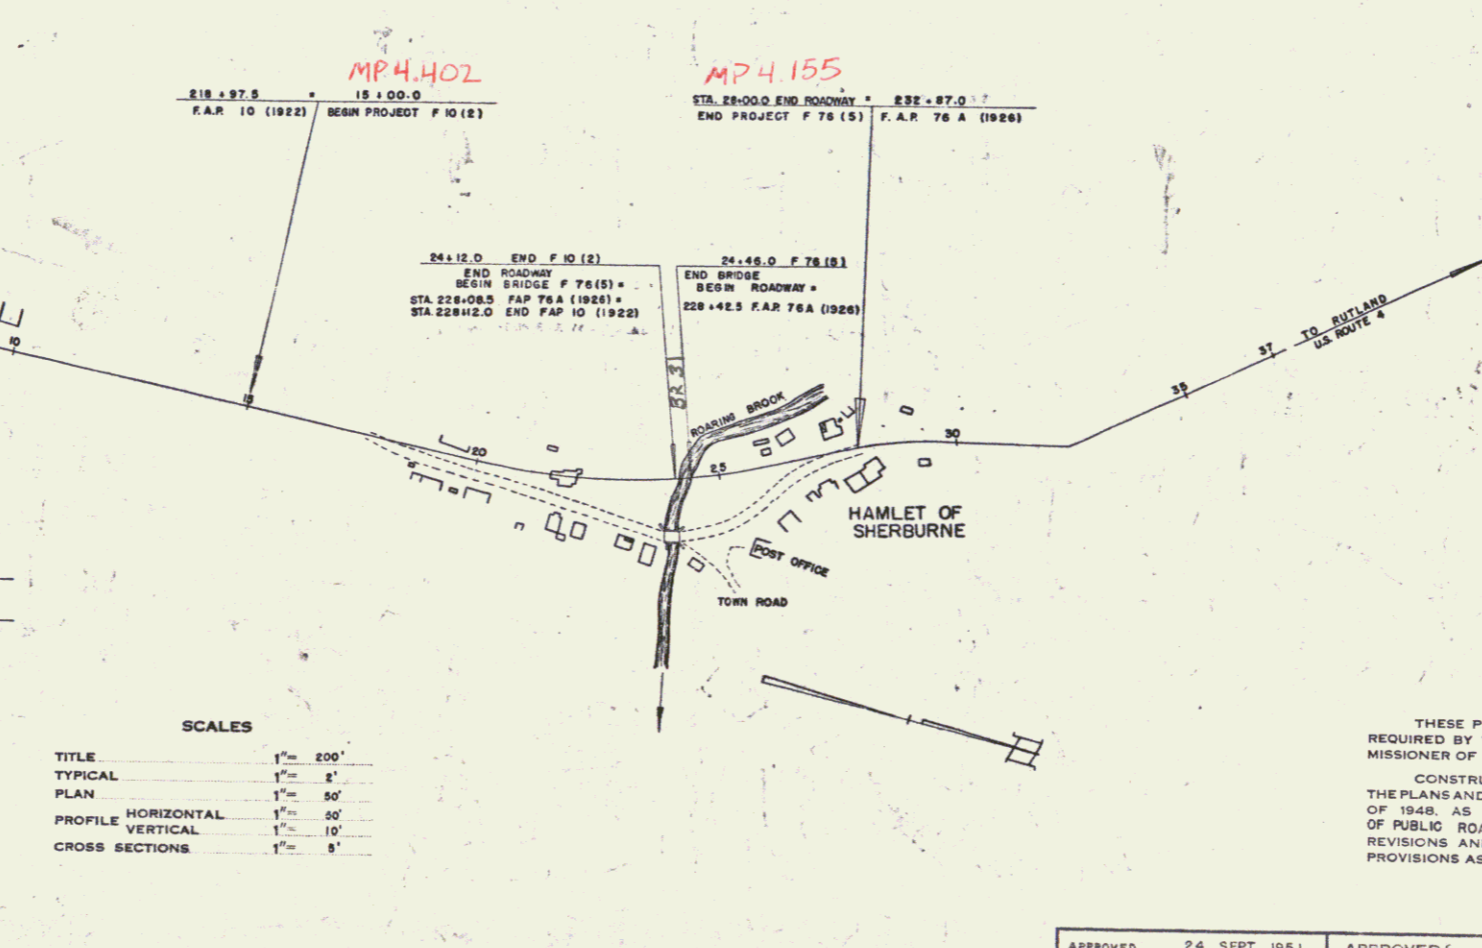 MP 4.402
MP 4.155
218 + 97.5 = 15 + 00.0
F.A.P. 10 (1922) BEGIN PROJECT F 10 (2)
STA. 28+00.0 END ROADWAY = 232 + 87.0
END PROJECT F 76 (5) F. A. P. 76 A (1926)
24+12.0 END F 10 (2)
END ROADWAY
BEGIN BRIDGE F 76(5) =
STA. 228+08.5 FAP 76A (1926) =
STA. 228+12.0 END FAP 10 (1922)
24+46.0 F 76 (5)
END BRIDGE
BEGIN ROADWAY =
228 +42.5 F.A.P. 76A (1926)
BR 31
ROARING BROOK
TO RUTLAND
U.S. ROUTE 4
10
15
20
25
30
35
37
HAMLET OF
SHERBURNE
POST OFFICE
TOWN ROAD
SCALES
TITLE 1"= 200'
TYPICAL 1"= 2'
PLAN 1"= 50'
PROFILE HORIZONTAL 1"= 50'
VERTICAL 1"= 10'
CROSS SECTIONS 1"= 5'
THESE P
REQUIRED BY
MISSIONER OF
CONSTRU
THE PLANS AND
OF 1948, AS
OF PUBLIC ROA
REVISIONS AN
PROVISIONS AS
APPROVED 24 SEPT. 1951
APPROVED